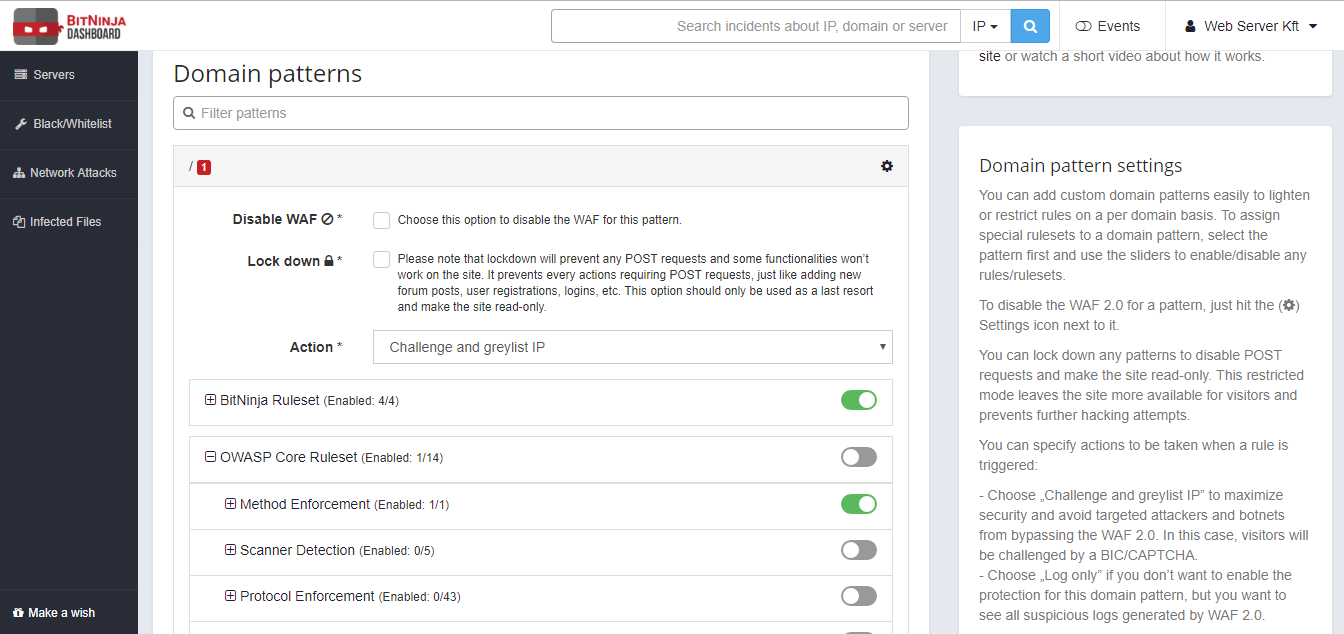 BITNINJA
DASHBOARD
Search incidents about IP, domain or server
IP
Events
Web Server Kft
Servers
Black/Whitelist
Network Attacks
Infected Files
Make a wish
Domain patterns
Filter patterns
/ 1
Disable WAF *
Choose this option to disable the WAF for this pattern.
Lock down *
Please note that lockdown will prevent any POST requests and some functionalities won't
work on the site. It prevents every actions requiring POST requests, just like adding new
forum posts, user registrations, logins, etc. This option should only be used as a last resort
and make the site read-only.
Action *
Challenge and greylist IP
BitNinja Ruleset (Enabled: 4/4)
OWASP Core Ruleset (Enabled: 1/14)
Method Enforcement (Enabled: 1/1)
Scanner Detection (Enabled: 0/5)
Protocol Enforcement (Enabled: 0/43)
site or watch a short video about how it works.
Domain pattern settings
You can add custom domain patterns easily to lighten
or restrict rules on a per domain basis. To assign
special rulesets to a domain pattern, select the
pattern first and use the sliders to enable/disable any
rules/rulesets.
To disable the WAF 2.0 for a pattern, just hit the (⚙)
Settings icon next to it.
You can lock down any patterns to disable POST
requests and make the site read-only. This restricted
mode leaves the site more available for visitors and
prevents further hacking attempts.
You can specify actions to be taken when a rule is
triggered:
- Choose „Challenge and greylist IP” to maximize
security and avoid targeted attackers and botnets
from bypassing the WAF 2.0. In this case, visitors will
be challenged by a BIC/CAPTCHA.
- Choose „Log only” if you don't want to enable the
protection for this domain pattern, but you want to
see all suspicious logs generated by WAF 2.0.